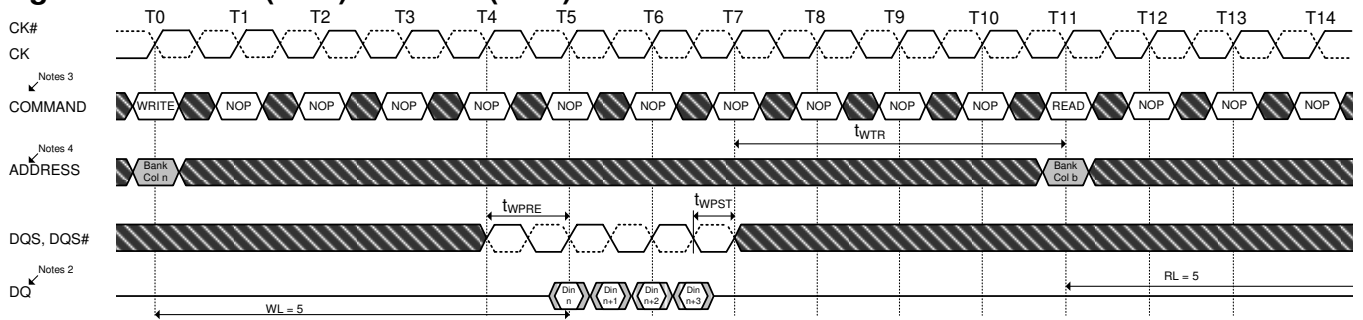 T0 T1 T2 T3 T4 T5 T6 T7 T8 T9 T10 T11 T12 T13 T14
CK#
CK
Notes 3
COMMAND WRITE NOP NOP NOP NOP NOP NOP NOP NOP NOP NOP READ NOP NOP NOP
tWTR
Notes 4
ADDRESS Bank Col n Bank Col b
tWPRE tWPST
DQS, DQS#
Notes 2
DQ Din n Din n+1 Din n+2 Din n+3
RL = 5
WL = 5